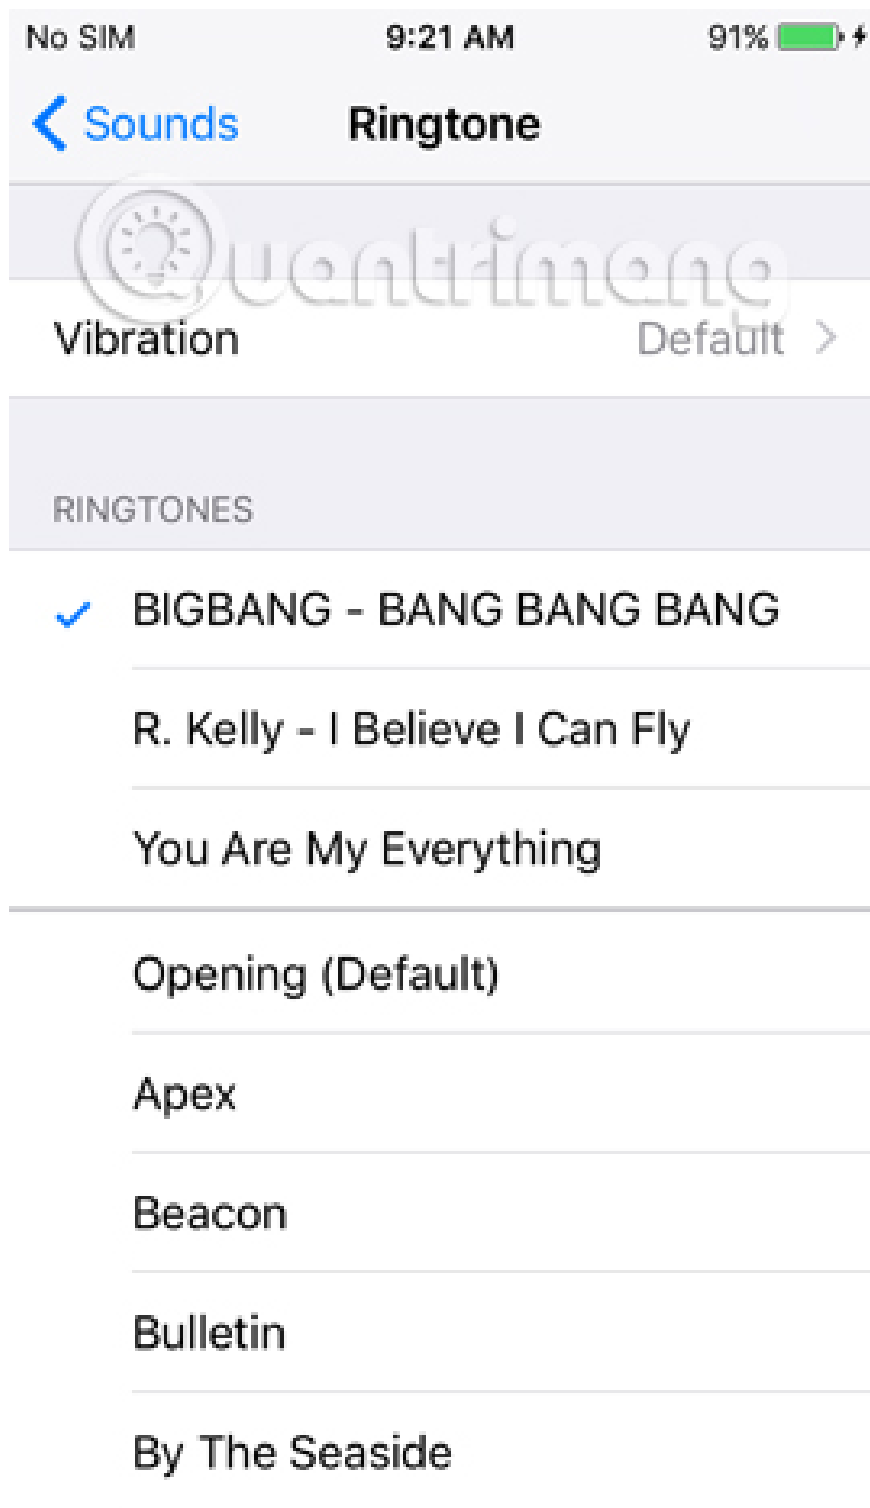 No SIM 9:21 AM 91%
Sounds Ringtone
Quantrimang
Vibration Default
RINGTONES
BIGBANG - BANG BANG BANG
R. Kelly - I Believe I Can Fly
You Are My Everything
Opening (Default)
Apex
Beacon
Bulletin
By The Seaside